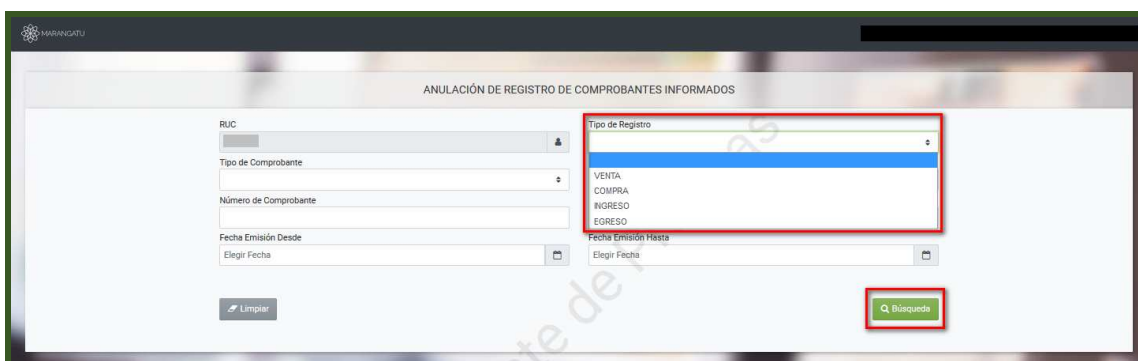 MARANGATU
ANULACIÓN DE REGISTRO DE COMPROBANTES INFORMADOS
RUC
Tipo de Registro
Tipo de Comprobante
VENTA
COMPRA
INGRESO
EGRESO
Número de Comprobante
Fecha Emisión Desde
Fecha Emisión Hasta
Elegir Fecha
Elegir Fecha
Limpiar
Búsqueda